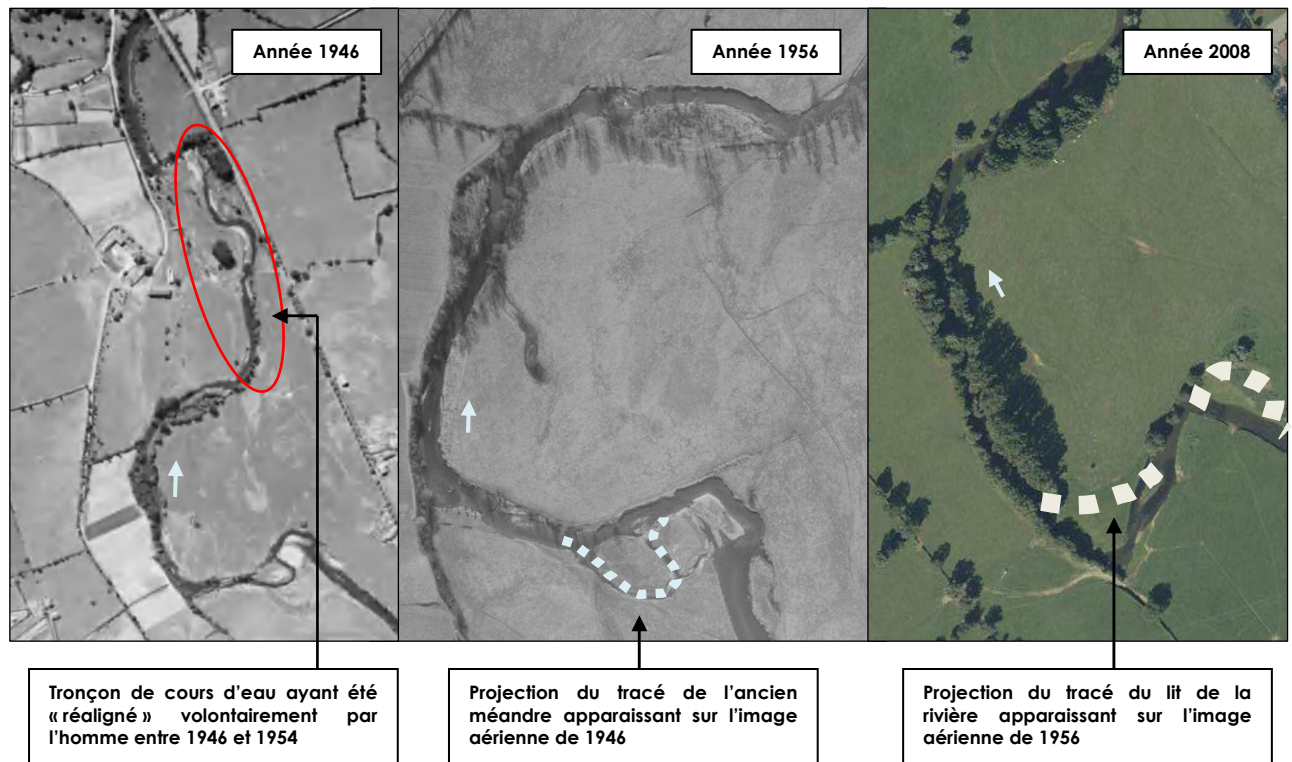 Année 1946
Année 1956
Année 2008
Tronçon de cours d’eau ayant été
« réaligné » volontairement par
l’homme entre 1946 et 1954
Projection du tracé de l’ancien
méandre apparaissant sur l’image
aérienne de 1946
Projection du tracé du lit de la
rivière apparaissant sur l’image
aérienne de 1956